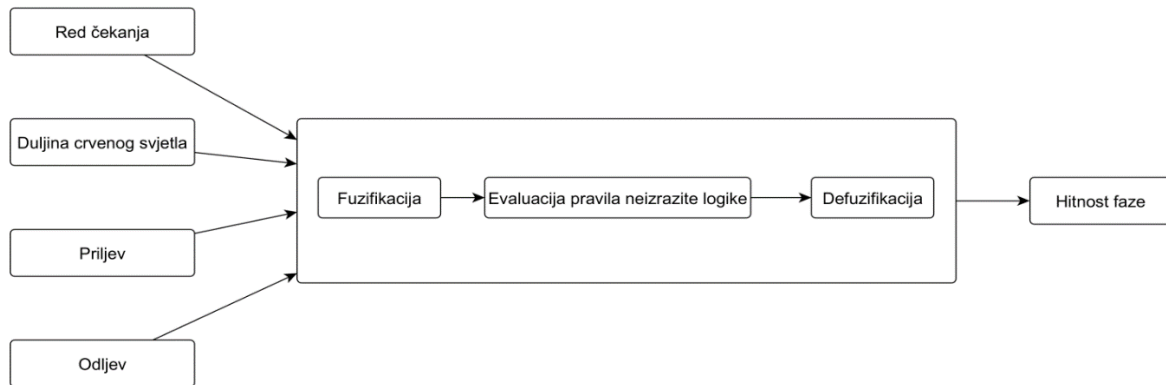 Red čekanja
Duljina crvenog svjetla
Priljev
Odljev
Fuzifikacija
Evaluacija pravila neizrazite logike
Defuzifikacija
Hitnost faze